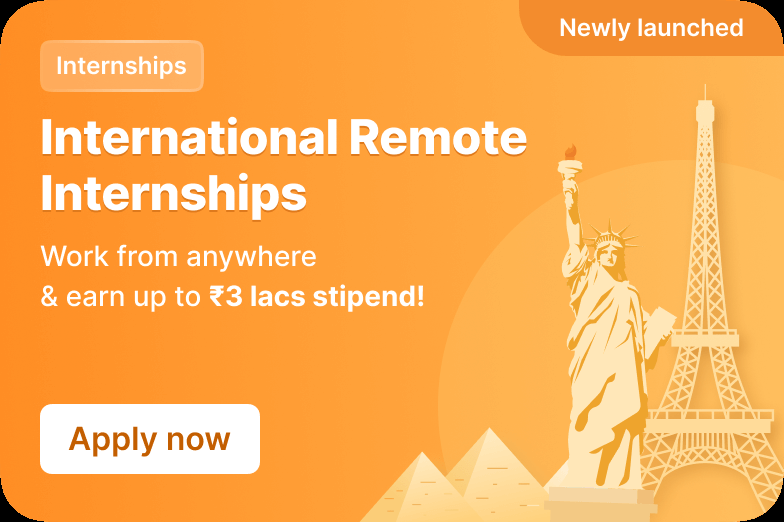 Newly launched
Internships
International Remote
Internships
Work from anywhere
& earn up to ₹3 lacs stipend!
Apply now